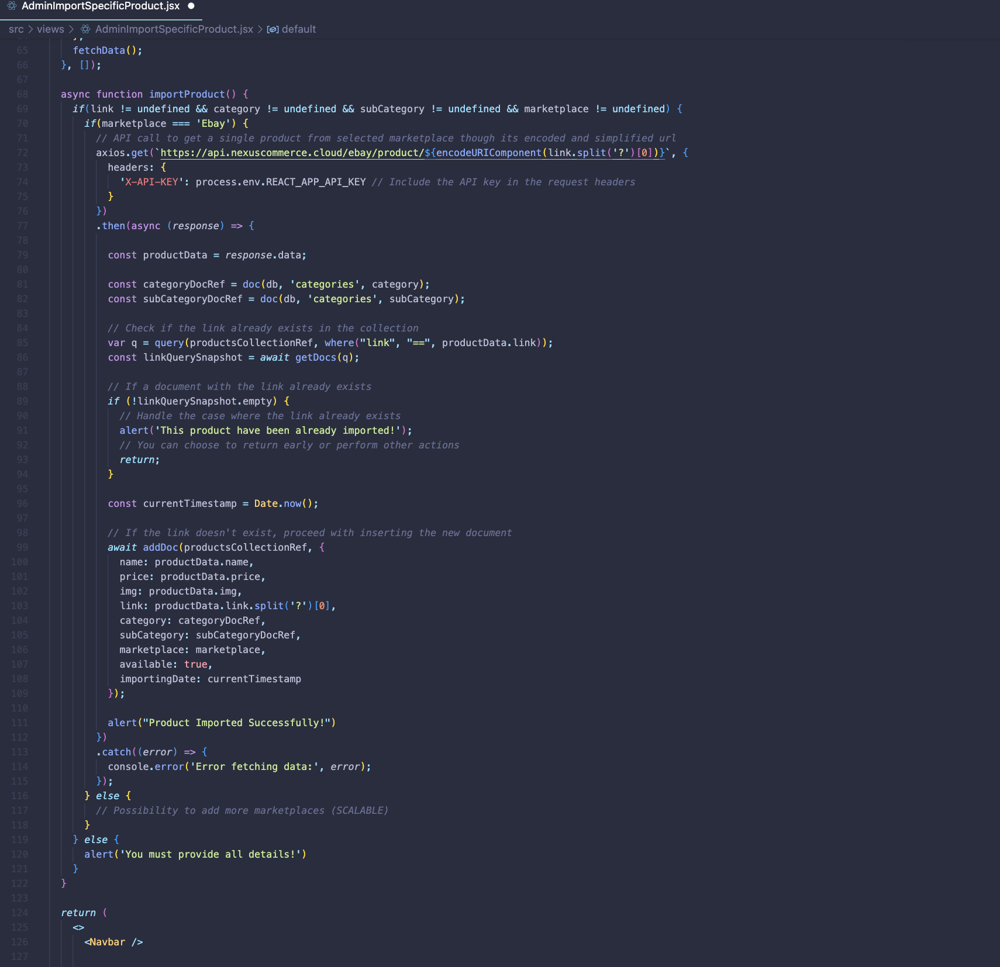 AdminImportSpecificProduct.jsx ●
src > views > AdminImportSpecificProduct.jsx > default
65 fetchData();
66 }, []);
67
68 async function importProduct() {
69 if(link != undefined && category != undefined && subCategory != undefined && marketplace != undefined) {
70 if(marketplace === 'Ebay') {
71 // API call to get a single product from selected marketplace though its encoded and simplified url
72 axios.get(`https://api.nexuscommerce.cloud/ebay/product/${encodeURIComponent(link.split('?')[0])}`, {
73 headers: {
74 'X-API-KEY': process.env.REACT_APP_API_KEY // Include the API key in the request headers
75 }
76 })
77 .then(async (response) => {
78
79 const productData = response.data;
80
81 const categoryDocRef = doc(db, 'categories', category);
82 const subCategoryDocRef = doc(db, 'categories', subCategory);
83
84 // Check if the link already exists in the collection
85 var q = query(productsCollectionRef, where("link", "==", productData.link));
86 const linkQuerySnapshot = await getDocs(q);
87
88 // If a document with the link already exists
89 if (!linkQuerySnapshot.empty) {
90 // Handle the case where the link already exists
91 alert('This product have been already imported!');
92 // You can choose to return early or perform other actions
93 return;
94 }
95
96 const currentTimestamp = Date.now();
97
98 // If the link doesn't exist, proceed with inserting the new document
99 await addDoc(productsCollectionRef, {
100 name: productData.name,
101 price: productData.price,
102 img: productData.img,
103 link: productData.link.split('?')[0],
104 category: categoryDocRef,
105 subCategory: subCategoryDocRef,
106 marketplace: marketplace,
107 available: true,
108 importingDate: currentTimestamp
109 });
110
111 alert("Product Imported Successfully!")
112 })
113 .catch((error) => {
114 console.error('Error fetching data:', error);
115 });
116 } else {
117 // Possibility to add more marketplaces (SCALABLE)
118 }
119 } else {
120 alert('You must provide all details!')
121 }
122 }
123
124 return (
125 <>
126 <Navbar />
127